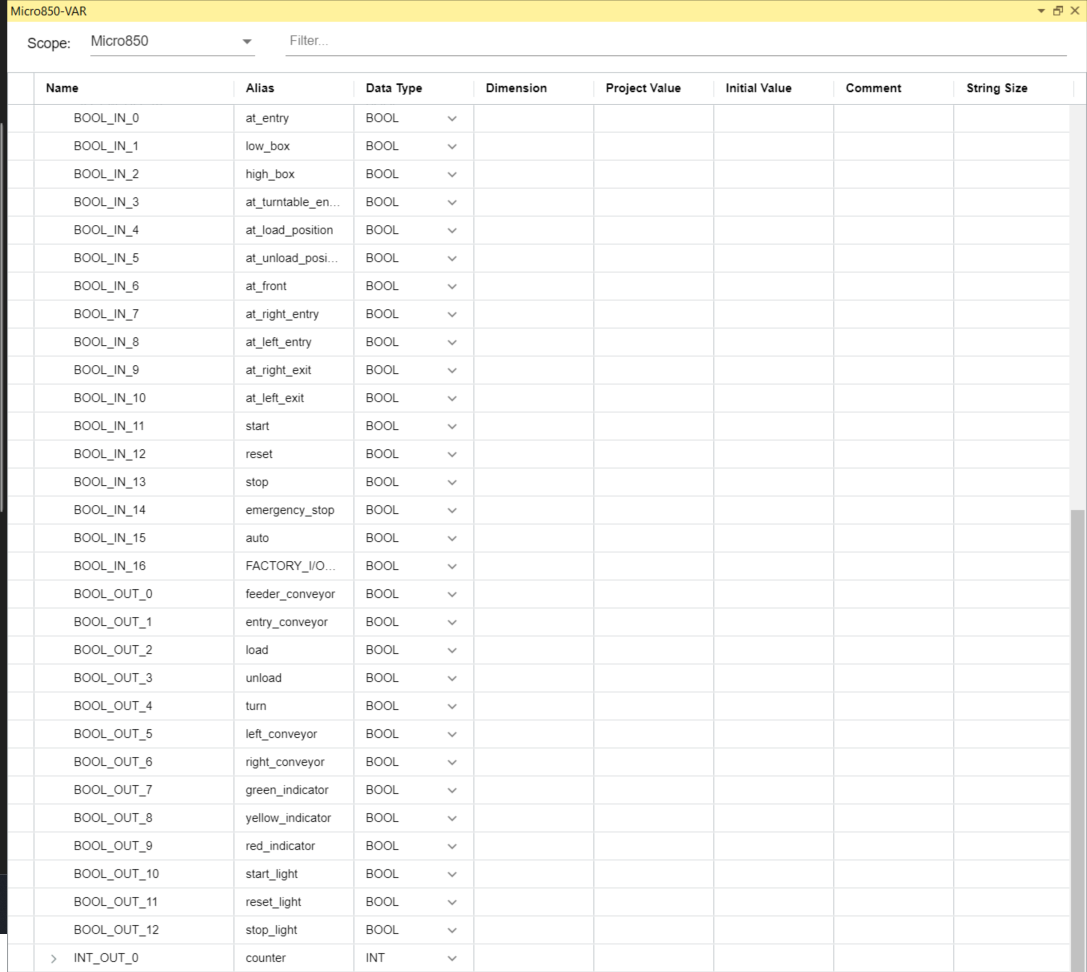 Micro850-VAR
Scope: Micro850 Filter...
Name Alias Data Type Dimension Project Value Initial Value Comment String Size
BOOL_IN_0 at_entry BOOL
BOOL_IN_1 low_box BOOL
BOOL_IN_2 high_box BOOL
BOOL_IN_3 at_turntable_en... BOOL
BOOL_IN_4 at_load_position BOOL
BOOL_IN_5 at_unload_posi... BOOL
BOOL_IN_6 at_front BOOL
BOOL_IN_7 at_right_entry BOOL
BOOL_IN_8 at_left_entry BOOL
BOOL_IN_9 at_right_exit BOOL
BOOL_IN_10 at_left_exit BOOL
BOOL_IN_11 start BOOL
BOOL_IN_12 reset BOOL
BOOL_IN_13 stop BOOL
BOOL_IN_14 emergency_stop BOOL
BOOL_IN_15 auto BOOL
BOOL_IN_16 FACTORY_I/O... BOOL
BOOL_OUT_0 feeder_conveyor BOOL
BOOL_OUT_1 entry_conveyor BOOL
BOOL_OUT_2 load BOOL
BOOL_OUT_3 unload BOOL
BOOL_OUT_4 turn BOOL
BOOL_OUT_5 left_conveyor BOOL
BOOL_OUT_6 right_conveyor BOOL
BOOL_OUT_7 green_indicator BOOL
BOOL_OUT_8 yellow_indicator BOOL
BOOL_OUT_9 red_indicator BOOL
BOOL_OUT_10 start_light BOOL
BOOL_OUT_11 reset_light BOOL
BOOL_OUT_12 stop_light BOOL
INT_OUT_0 counter INT